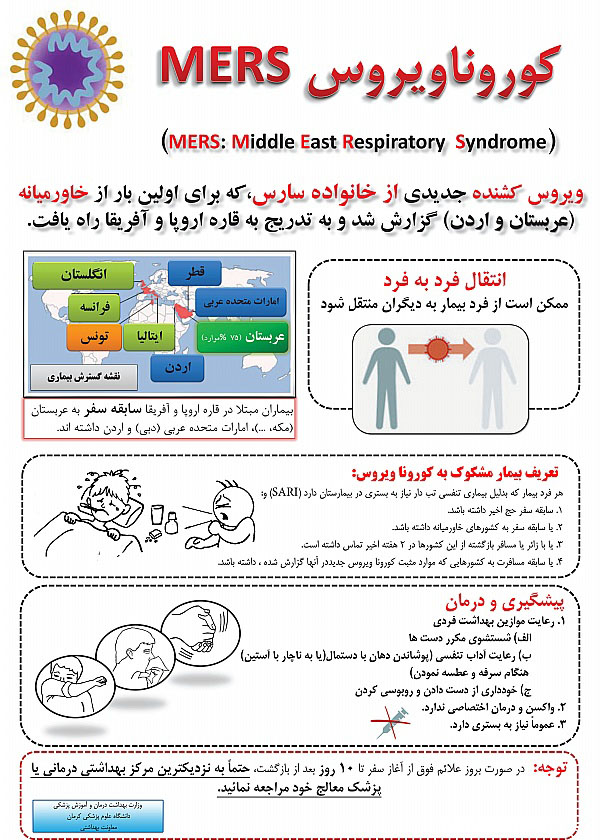 کوروناویروس MERS
(MERS: Middle East Respiratory Syndrome)
ویروس کشنده جدیدی از خانواده سارس،که برای اولین بار از خاورمیانه
(عربستان و اردن) گزارش شد و به تدریج به قاره اروپا و آفریقا راه یافت.
انتقال فرد به فرد
ممکن است از فرد بیمار به دیگران منتقل شود
انگلستان
قطر
فرانسه
امارات متحده عربی
تونس
ایتالیا
عربستان (۷۵ %موارد)
اردن
نقشه گسترش بیماری
بیماران مبتلا در قاره اروپا و آفریقا سابقه سفر به عربستان
(مکه، ...)، امارات متحده عربی (دبی) و اردن داشته اند.
تعریف بیمار مشکوک به کورونا ویروس:
هر فرد بیمار که بدلیل بیماری تنفسی تب دار نیاز به بستری در بیمارستان دارد (SARI) و:
۱. سابقه سفر حج اخیر داشته باشد.
۲. یا سابقه سفر به کشورهای خاورمیانه داشته باشد.
۳. یا با زائر یا مسافر بازگشته از این کشورها در ۲ هفته اخیر تماس داشته است.
۴. یا سابقه مسافرت به کشورهایی که موارد مثبت کورونا ویروس جدیددر آنها گزارش شده ، داشته باشد.
پیشگیری و درمان
۱. رعایت موازین بهداشت فردی
الف) شستشوی مکرر دست ها
ب) رعایت آداب تنفسی (پوشاندن دهان با دستمال(یا به ناچار با آستین)
هنگام سرفه و عطسه نمودن)
ج) خودداری از دست دادن و روبوسی کردن
۲. واکسن و درمان اختصاصی ندارد.
۳. عموماً نیاز به بستری دارد.
توجه: در صورت بروز علائم فوق از آغاز سفر تا ۱۰ روز بعد از بازگشت، حتماً به نزدیکترین مرکز بهداشتی درمانی یا
پزشک معالج خود مراجعه نمائید.
وزارت بهداشت درمان و آموزش پزشکی
دانشگاه علوم پزشکی کرمان
معاونت بهداشتی